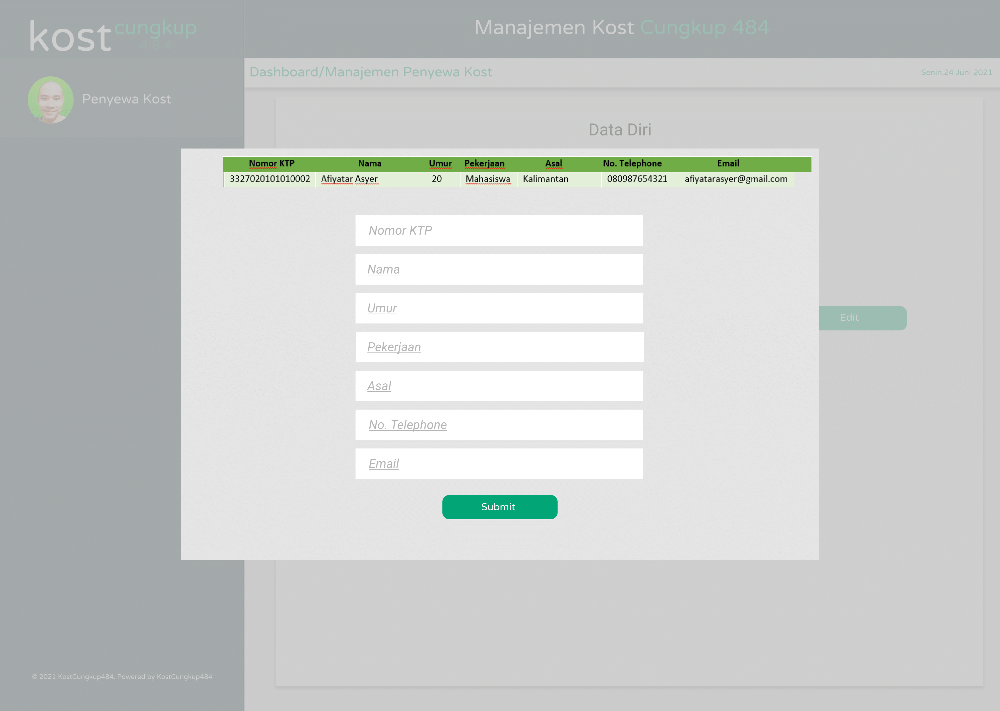 kost cungkup
484
Manajemen Kost Cungkup 484
Dashboard/Manajemen Penyewa Kost
Senin,24 Juni 2021
Penyewa Kost
Data Diri
Nomor KTP Nama Umur Pekerjaan Asal No. Telephone Email
3327020101010002 Afiyatar Asyer 20 Mahasiswa Kalimantan 080987654321 afiyatarasyer@gmail.com
Nomor KTP
Nama
Umur
Edit
Pekerjaan
Asal
No. Telephone
Email
Submit
© 2021 KostCungkup484. Powered by KostCungkup484